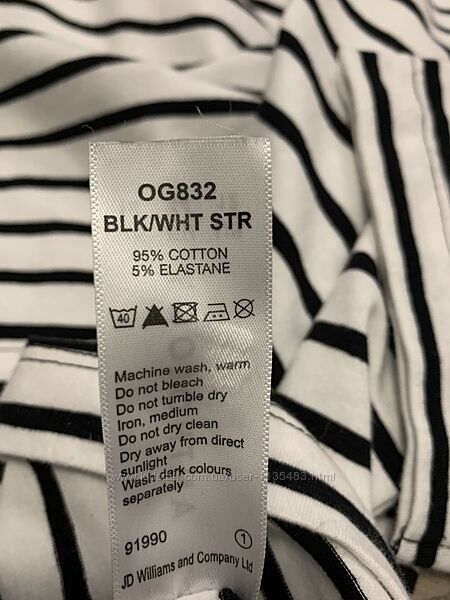 OG832
BLK/WHT STR
95% COTTON
5% ELASTANE
40
Machine wash, warm
Do not bleach
Do not tumble dry
Iron, medium
Do not dry clean
Dry away from direct
sunlight
Wash dark colours
separately
91990
1
JD Williams and Company Ltd